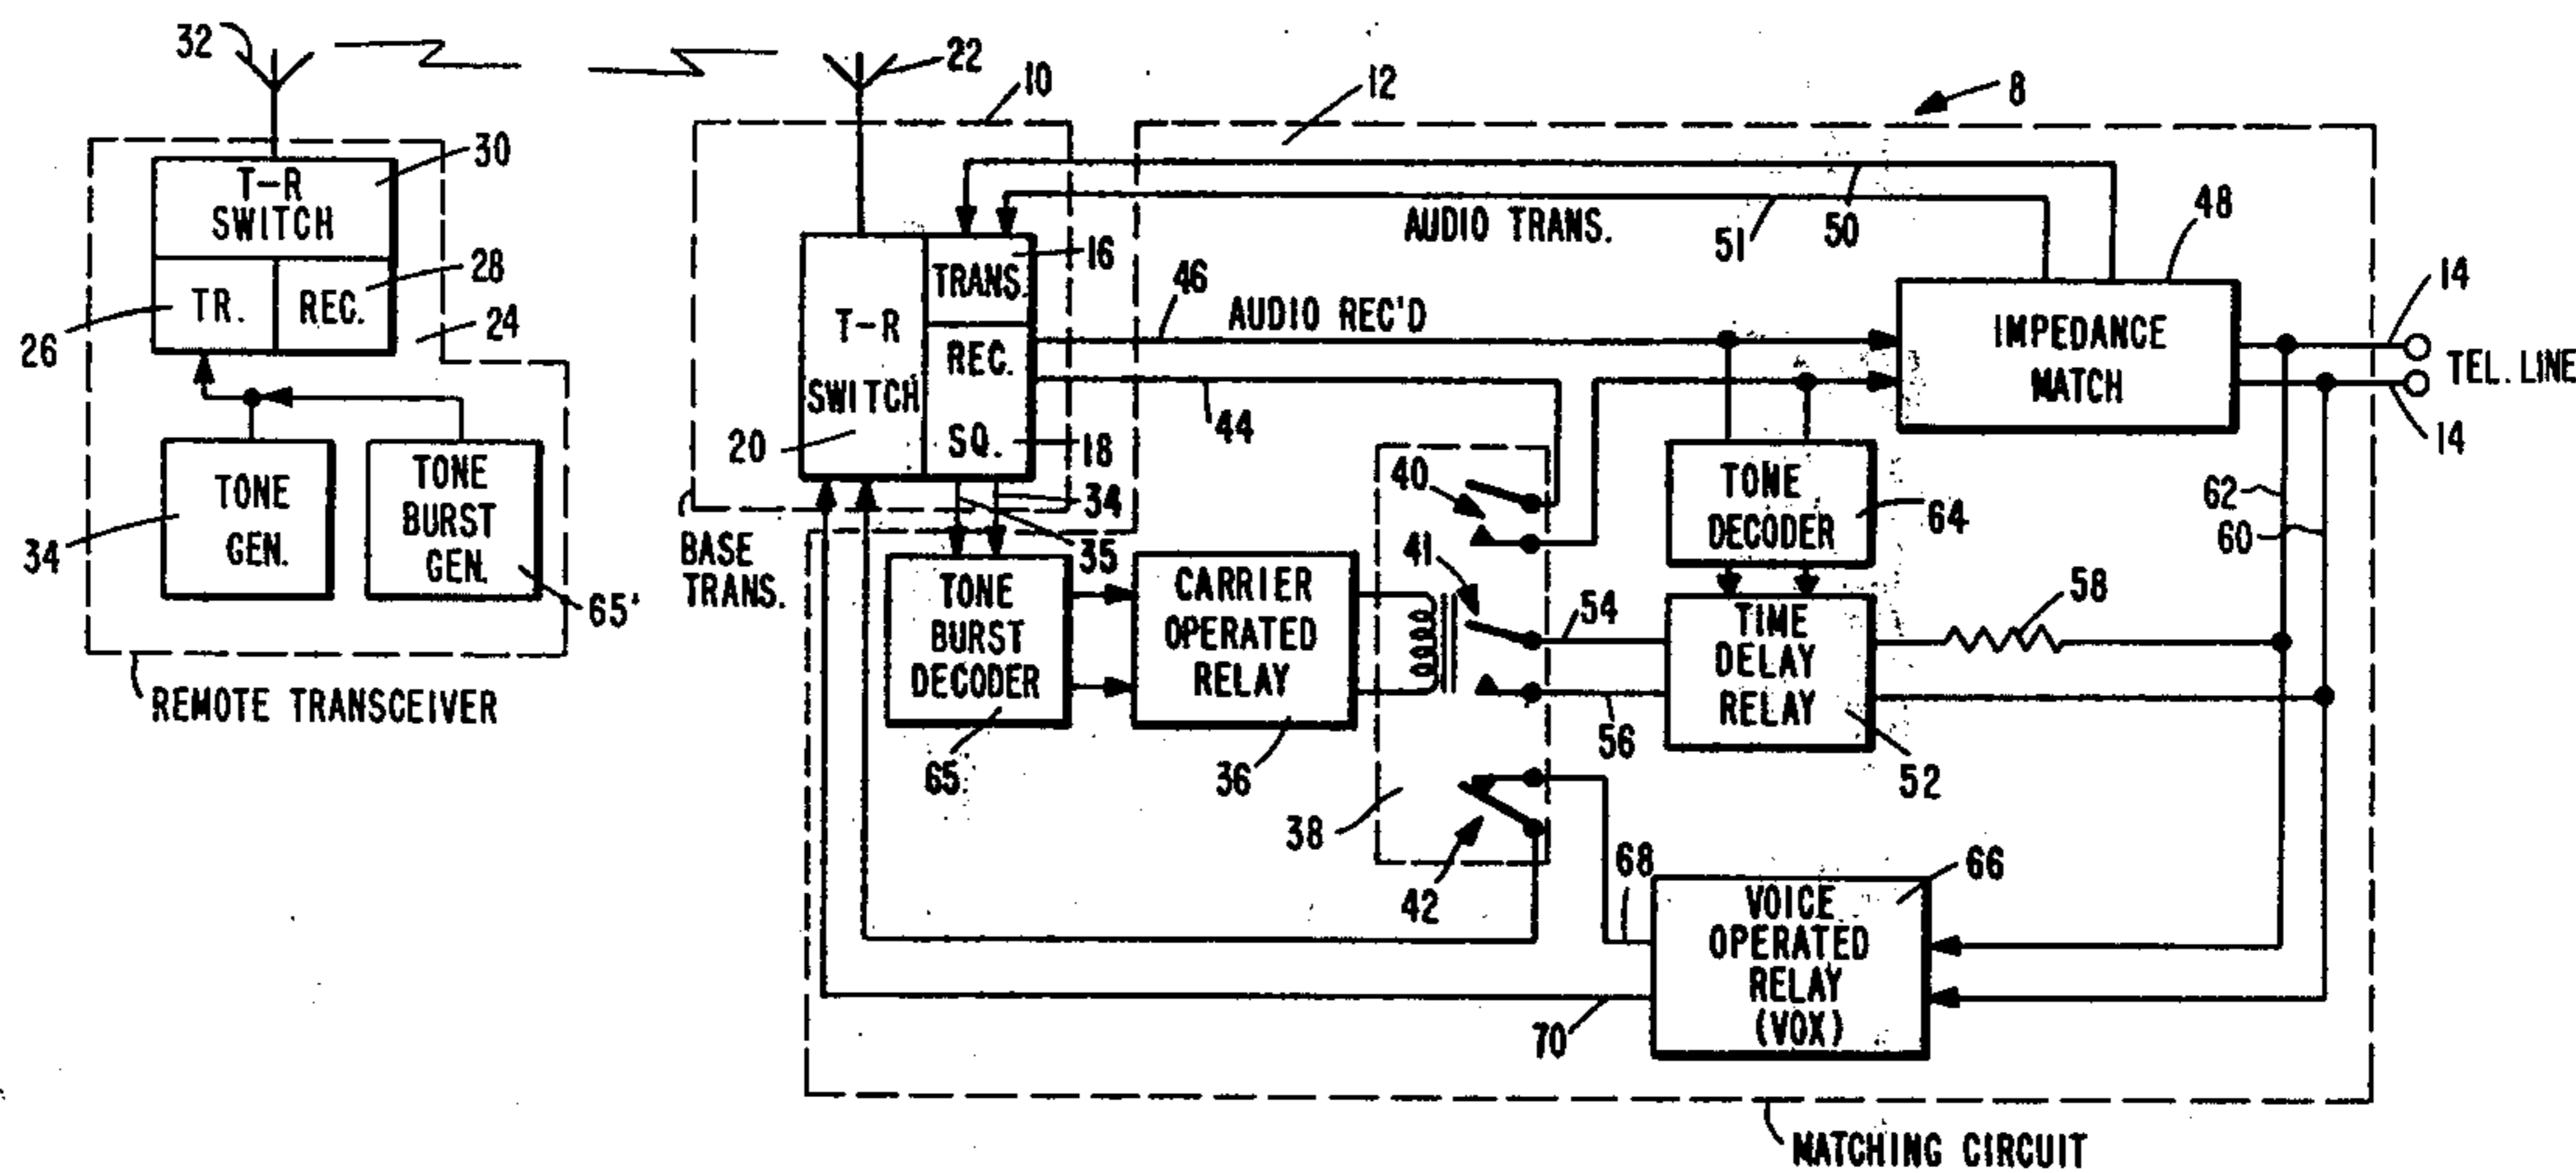 32
22
10
12
8
30
T-R
SWITCH
28
TR.
REC.
26
24
TONE
GEN.
34
TONE
BURST
GEN.
65'
REMOTE TRANSCEIVER
T-R
SWITCH
20
TRANS.
16
REC.
SQ.
18
BASE
TRANS.
34
35
AUDIO TRANS.
51
50
48
46
AUDIO REC'D
44
IMPEDANCE
MATCH
14
TEL. LINE
14
62
60
40
41
TONE
DECODER
64
TONE
BURST
DECODER
65
CARRIER
OPERATED
RELAY
36
54
56
TIME
DELAY
RELAY
52
58
38
42
68
VOICE
OPERATED
RELAY
(VOX)
66
70
MATCHING CIRCUIT